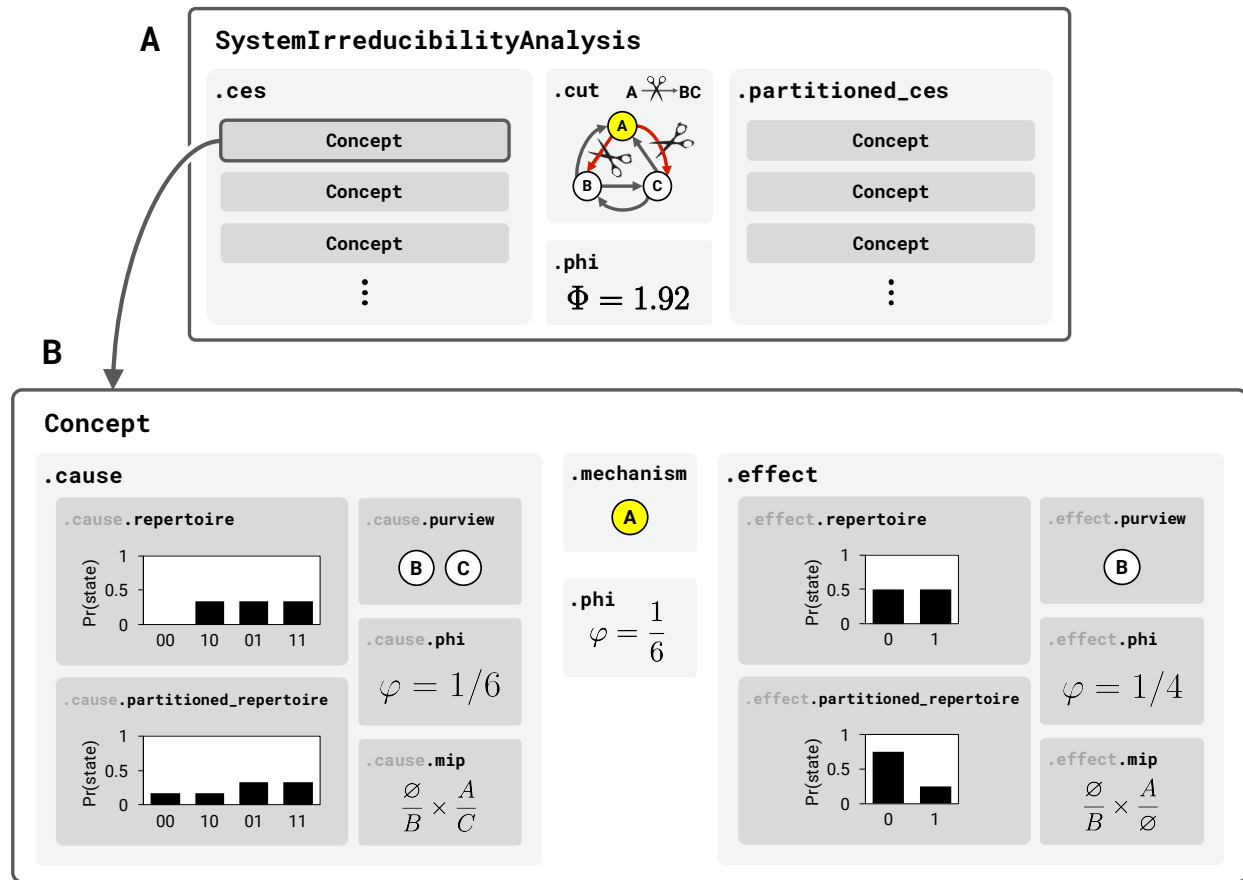 A
SystemIrreducibilityAnalysis
.ces
Concept
Concept
Concept
⋮
.cut A BC
A
B
C
.phi
Φ = 1.92
.partitioned_ces
Concept
Concept
Concept
⋮
B
Concept
.cause
.cause.repertoire
Pr(state)
1
0.5
0
00 10 01 11
.cause.partitioned_repertoire
Pr(state)
1
0.5
0
00 10 01 11
.cause.purview
B C
.cause.phi
φ = 1/6
.cause.mip
∅/B × A/C
.mechanism
A
.phi
φ = 1/6
.effect
.effect.repertoire
Pr(state)
1
0.5
0
0 1
.effect.partitioned_repertoire
Pr(state)
1
0.5
0
0 1
.effect.purview
B
.effect.phi
φ = 1/4
.effect.mip
∅/B × A/∅